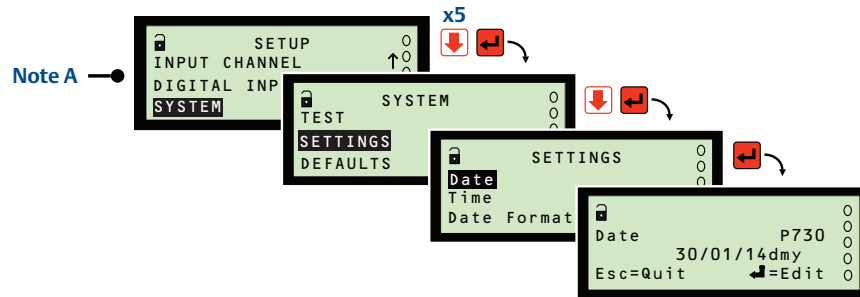 x5
Note A
SETUP
INPUT CHANNEL
DIGITAL INP
SYSTEM
SYSTEM
TEST
SETTINGS
DEFAULTS
SETTINGS
Date
Time
Date Format
Date P730
30/01/14dmy
Esc=Quit =Edit